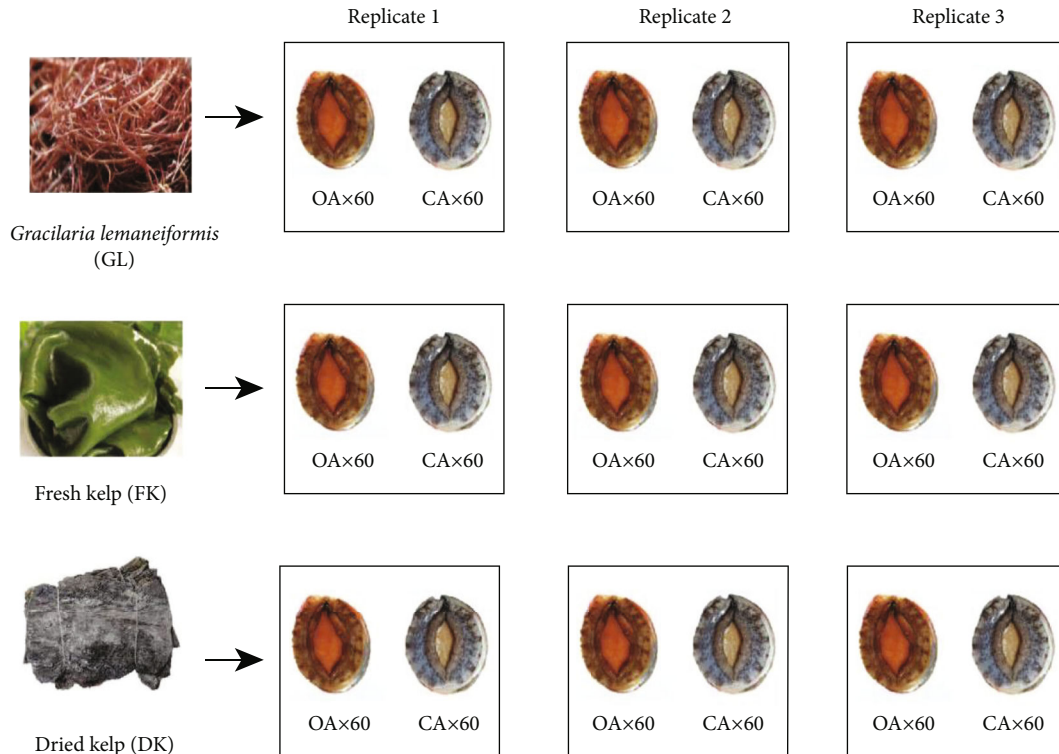 Replicate 1
Replicate 2
Replicate 3
OA×60 CA×60
OA×60 CA×60
OA×60 CA×60
Gracilaria lemaneiformis
(GL)
OA×60 CA×60
OA×60 CA×60
OA×60 CA×60
Fresh kelp (FK)
OA×60 CA×60
OA×60 CA×60
OA×60 CA×60
Dried kelp (DK)